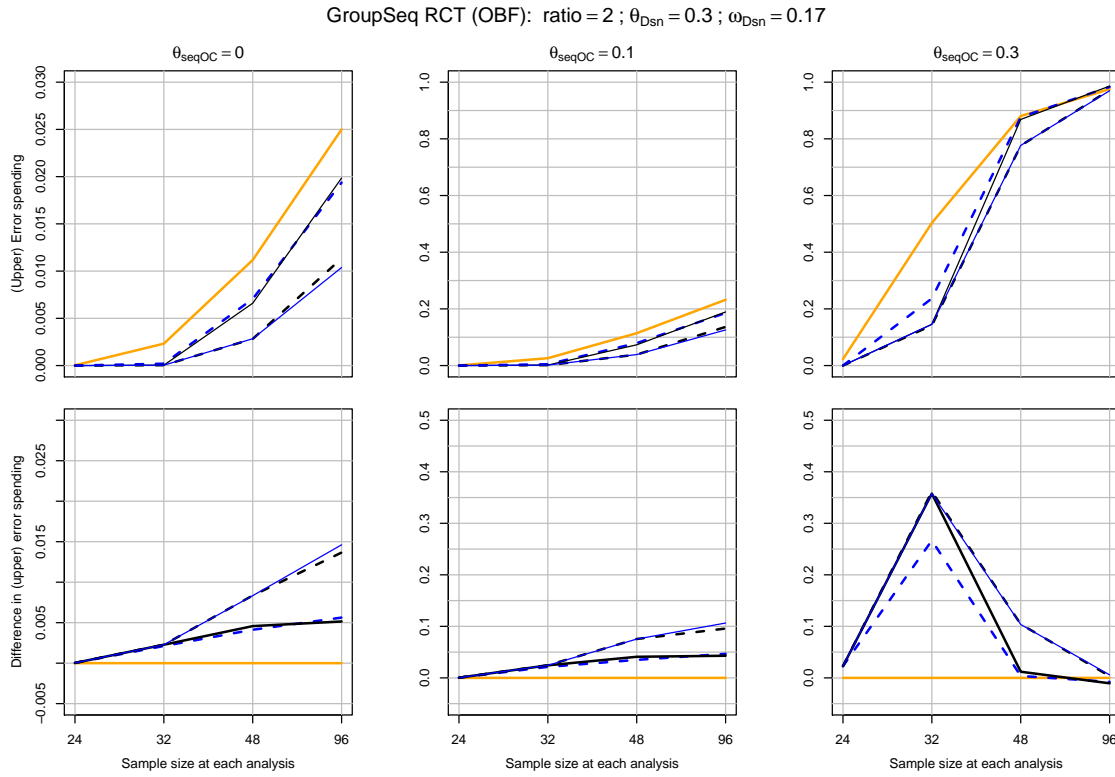 GroupSeq RCT (OBF): ratio = 2 ; θDsn = 0.3 ; ωDsn = 0.17
θseqOC = 0
θseqOC = 0.1
θseqOC = 0.3
(Upper) Error spending
0.030
0.025
0.020
0.015
0.010
0.005
0.000
1.0
0.8
0.6
0.4
0.2
0.0
1.0
0.8
0.6
0.4
0.2
0.0
Difference in (upper) error spending
0.025
0.015
0.005
−0.005
0.5
0.4
0.3
0.2
0.1
0.0
0.5
0.4
0.3
0.2
0.1
0.0
24 32 48 96
24 32 48 96
24 32 48 96
Sample size at each analysis
Sample size at each analysis
Sample size at each analysis